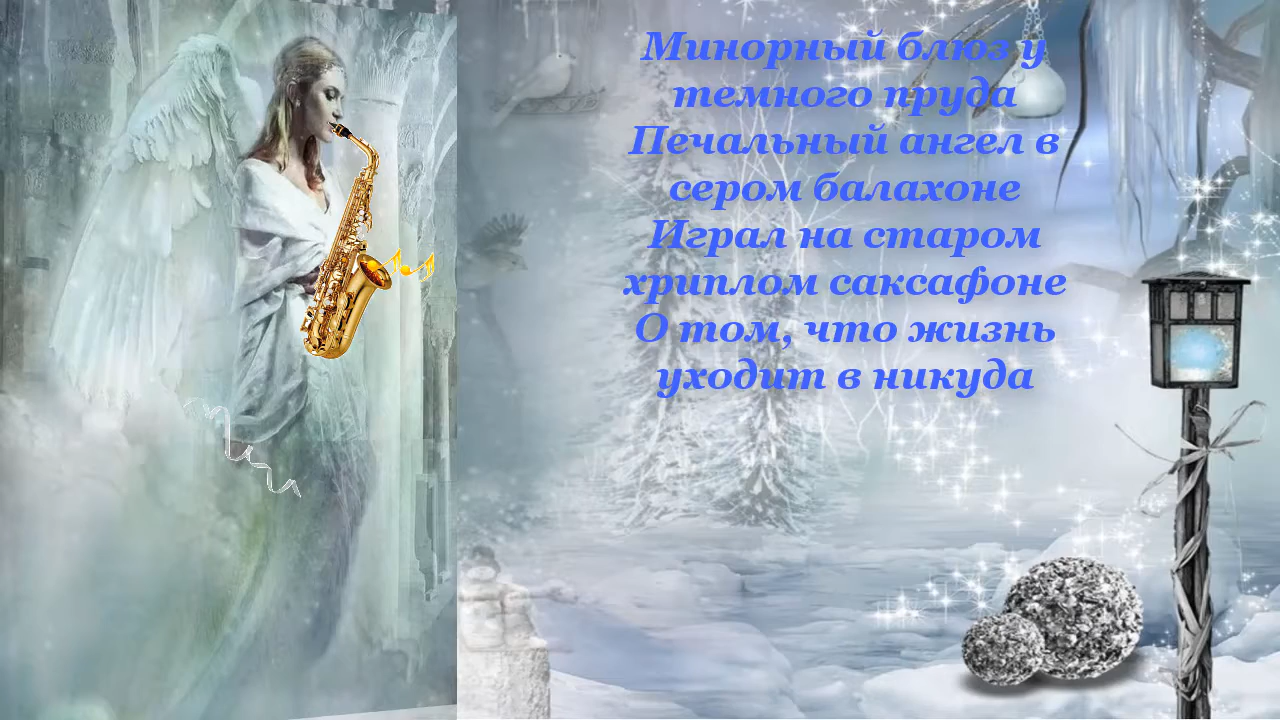 Минорный блюз у
темного пруда
Печальный ангел в
сером балахоне
Играл на старом
хриплом саксафоне
О том, что жизнь
уходит в никуда